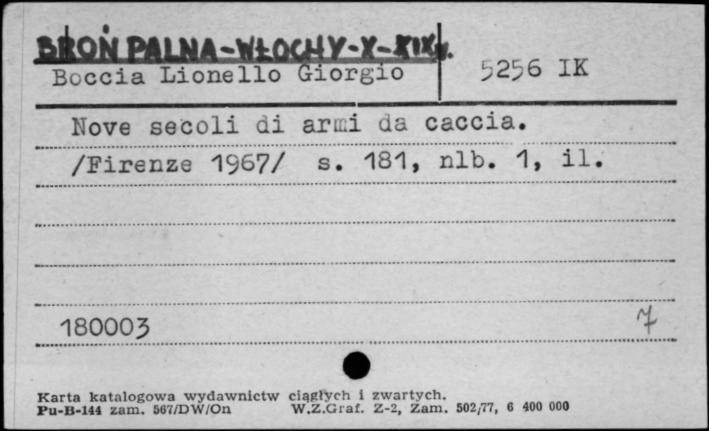 BROŃ PALNA-WŁOCHY-X-XIX w.
Boccia Lionello Giorgio 5256 IK
Nove secoli di armi da caccia.
/Firenze 1967/ s. 181, nlb. 1, il.
180003 7
Karta katalogowa wydawnictw ciągłych i zwartych.
Pu-B-144 zam. 567/DW/On W.Z.Graf. Z-2, Zam. 502/77, 6 400 000